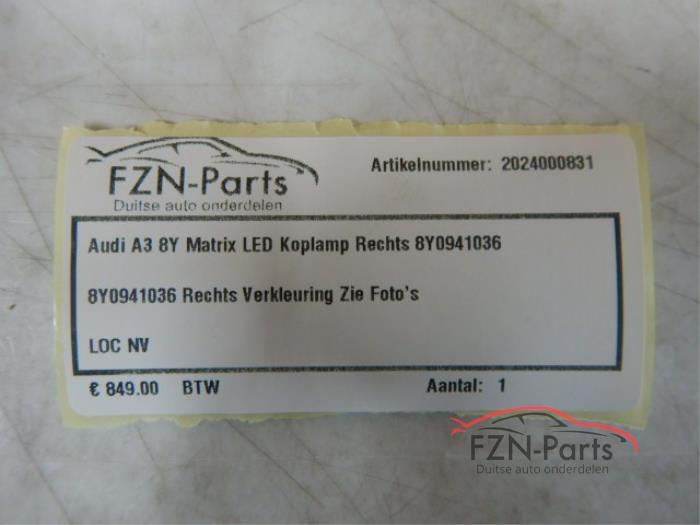 FZN-Parts
Duitse auto onderdelen
Artikelnummer: 2024000831
Audi A3 8Y Matrix LED Koplamp Rechts 8Y0941036
8Y0941036 Rechts Verkleuring Zie Foto's
LOC NV
€ 849.00 BTW Aantal: 1
FZN-Parts
Duitse auto onderdelen